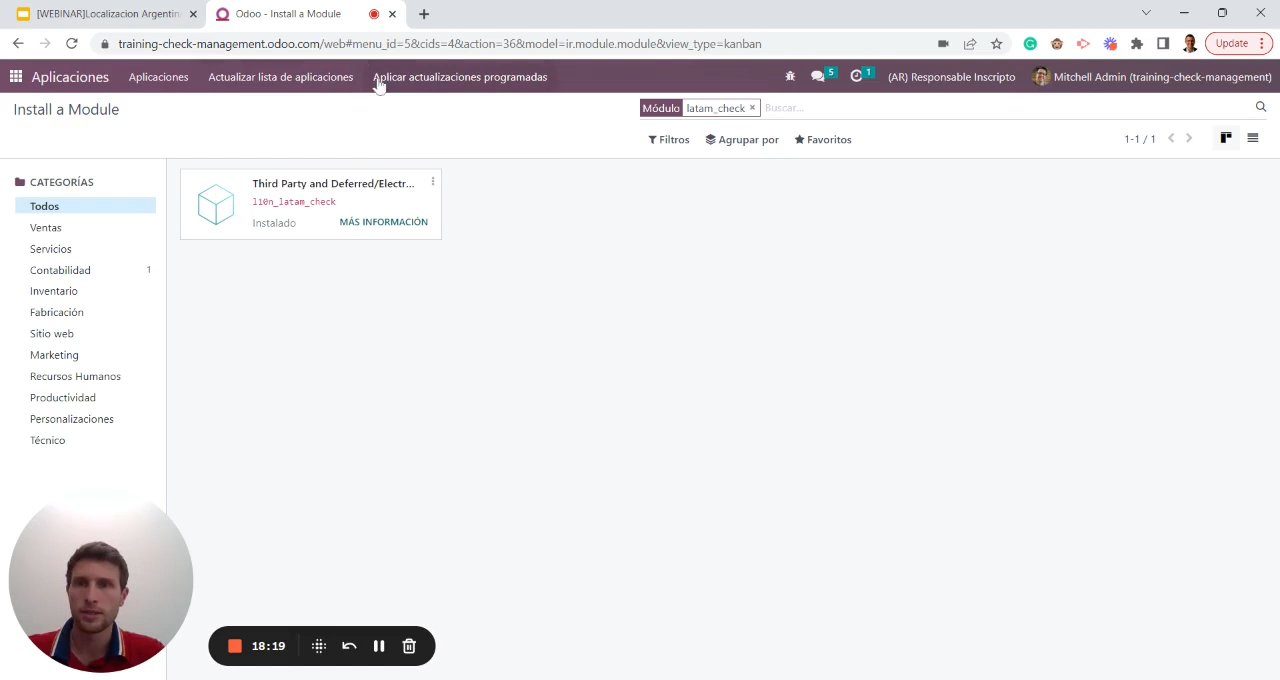 [WEBINAR]Localizacion Argentin
Odoo - Install a Module
training-check-management.odoo.com/web#menu_id=5&cids=4&action=36&model=ir.module.module&view_type=kanban
Update
Aplicaciones
Aplicaciones
Actualizar lista de aplicaciones
Aplicar actualizaciones programadas
5
1
(AR) Responsable Inscripto
Mitchell Admin (training-check-management)
Install a Module
Módulo
latam_check
Buscar...
Filtros
Agrupar por
Favoritos
1-1 / 1
CATEGORÍAS
Todos
Ventas
Servicios
Contabilidad 1
Inventario
Fabricación
Sitio web
Marketing
Recursos Humanos
Productividad
Personalizaciones
Técnico
Third Party and Deferred/Electr...
l10n_latam_check
Instalado
MÁS INFORMACIÓN
18:19